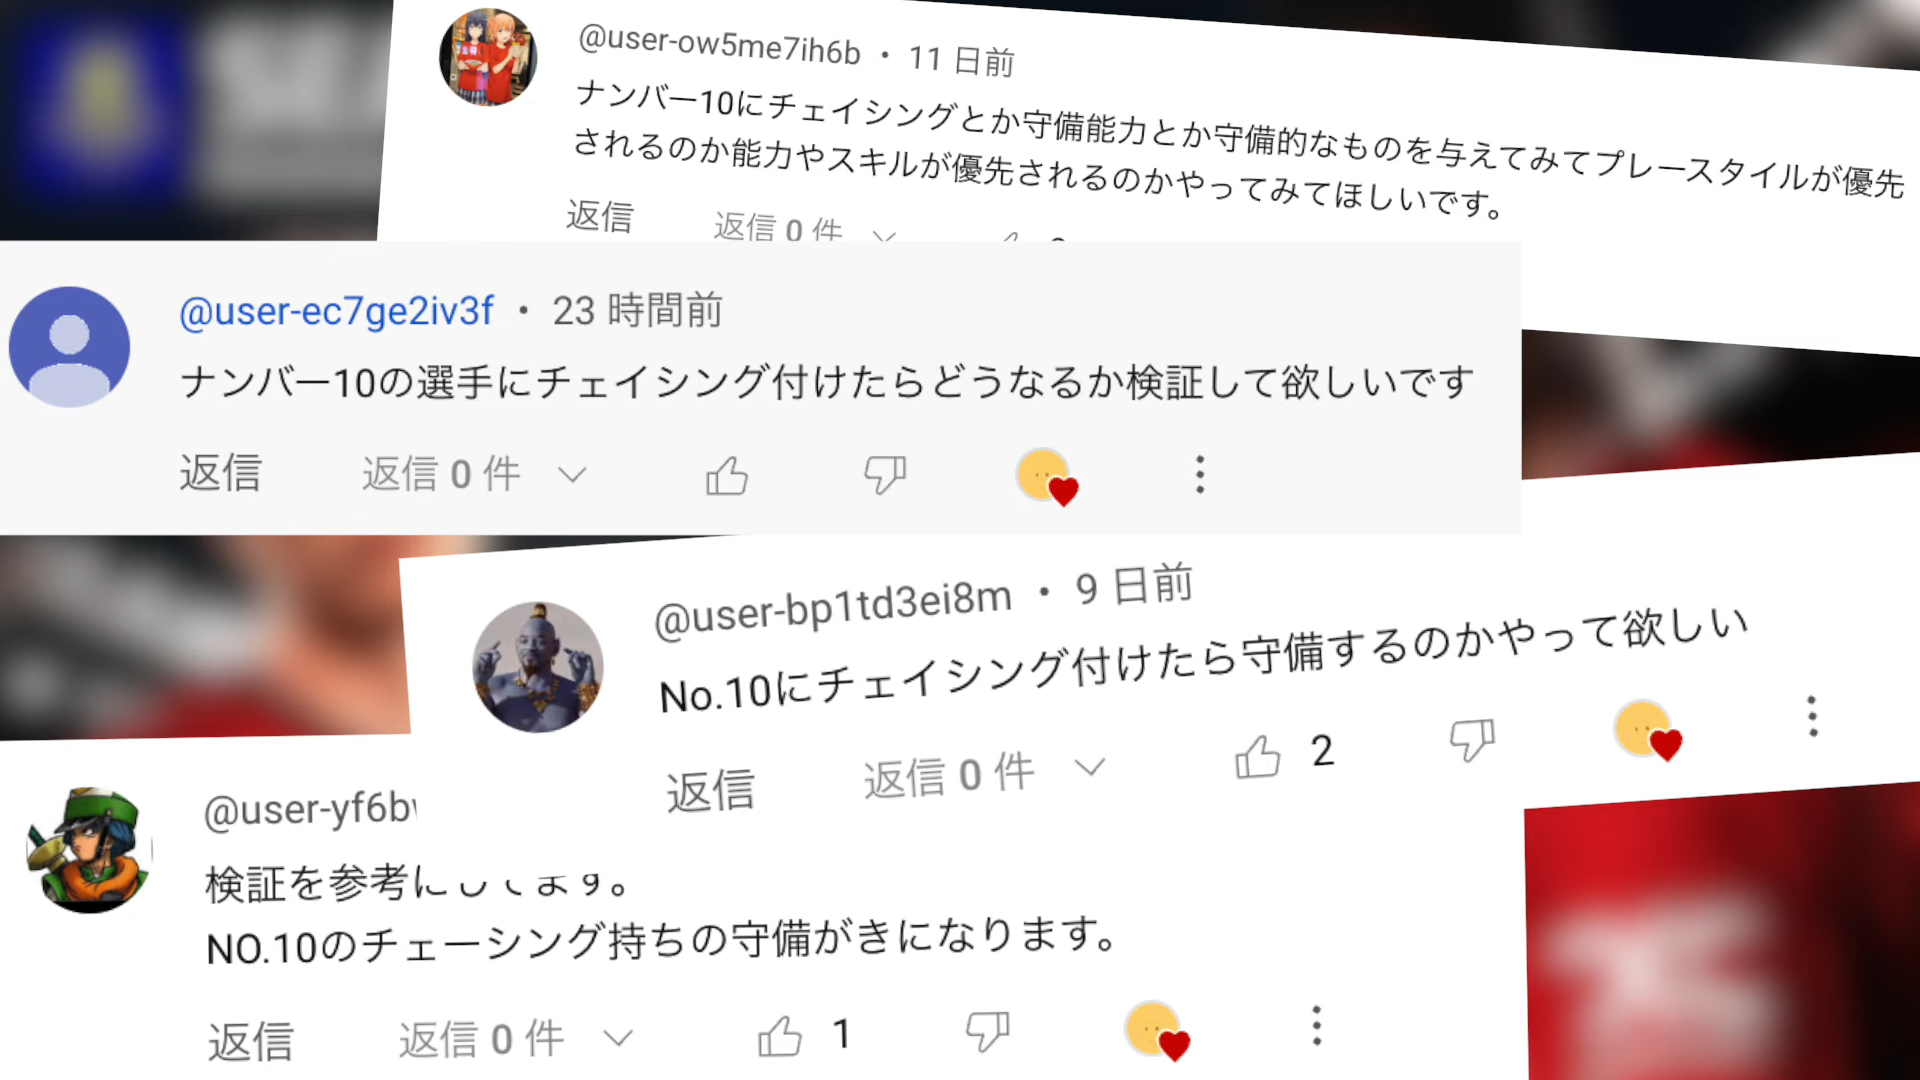 @user-ow5me7ih6b ・ 11 日前
ナンバー10にチェイシングとか守備能力とか守備的なものを与えてみてプレースタイルが優先
されるのか能力やスキルが優先されるのかやってみてほしいです。
返信 返信 0 件
@user-ec7ge2iv3f ・ 23 時間前
ナンバー10の選手にチェイシング付けたらどうなるか検証して欲しいです
返信 返信 0 件
@user-bp1td3ei8m ・ 9 日前
No.10にチェイシング付けたら守備するのかやって欲しい
返信 返信 0 件 2
@user-yf6b
検証を参考にしてます。
NO.10のチェーシング持ちの守備がきになります。
返信 返信 0 件 1